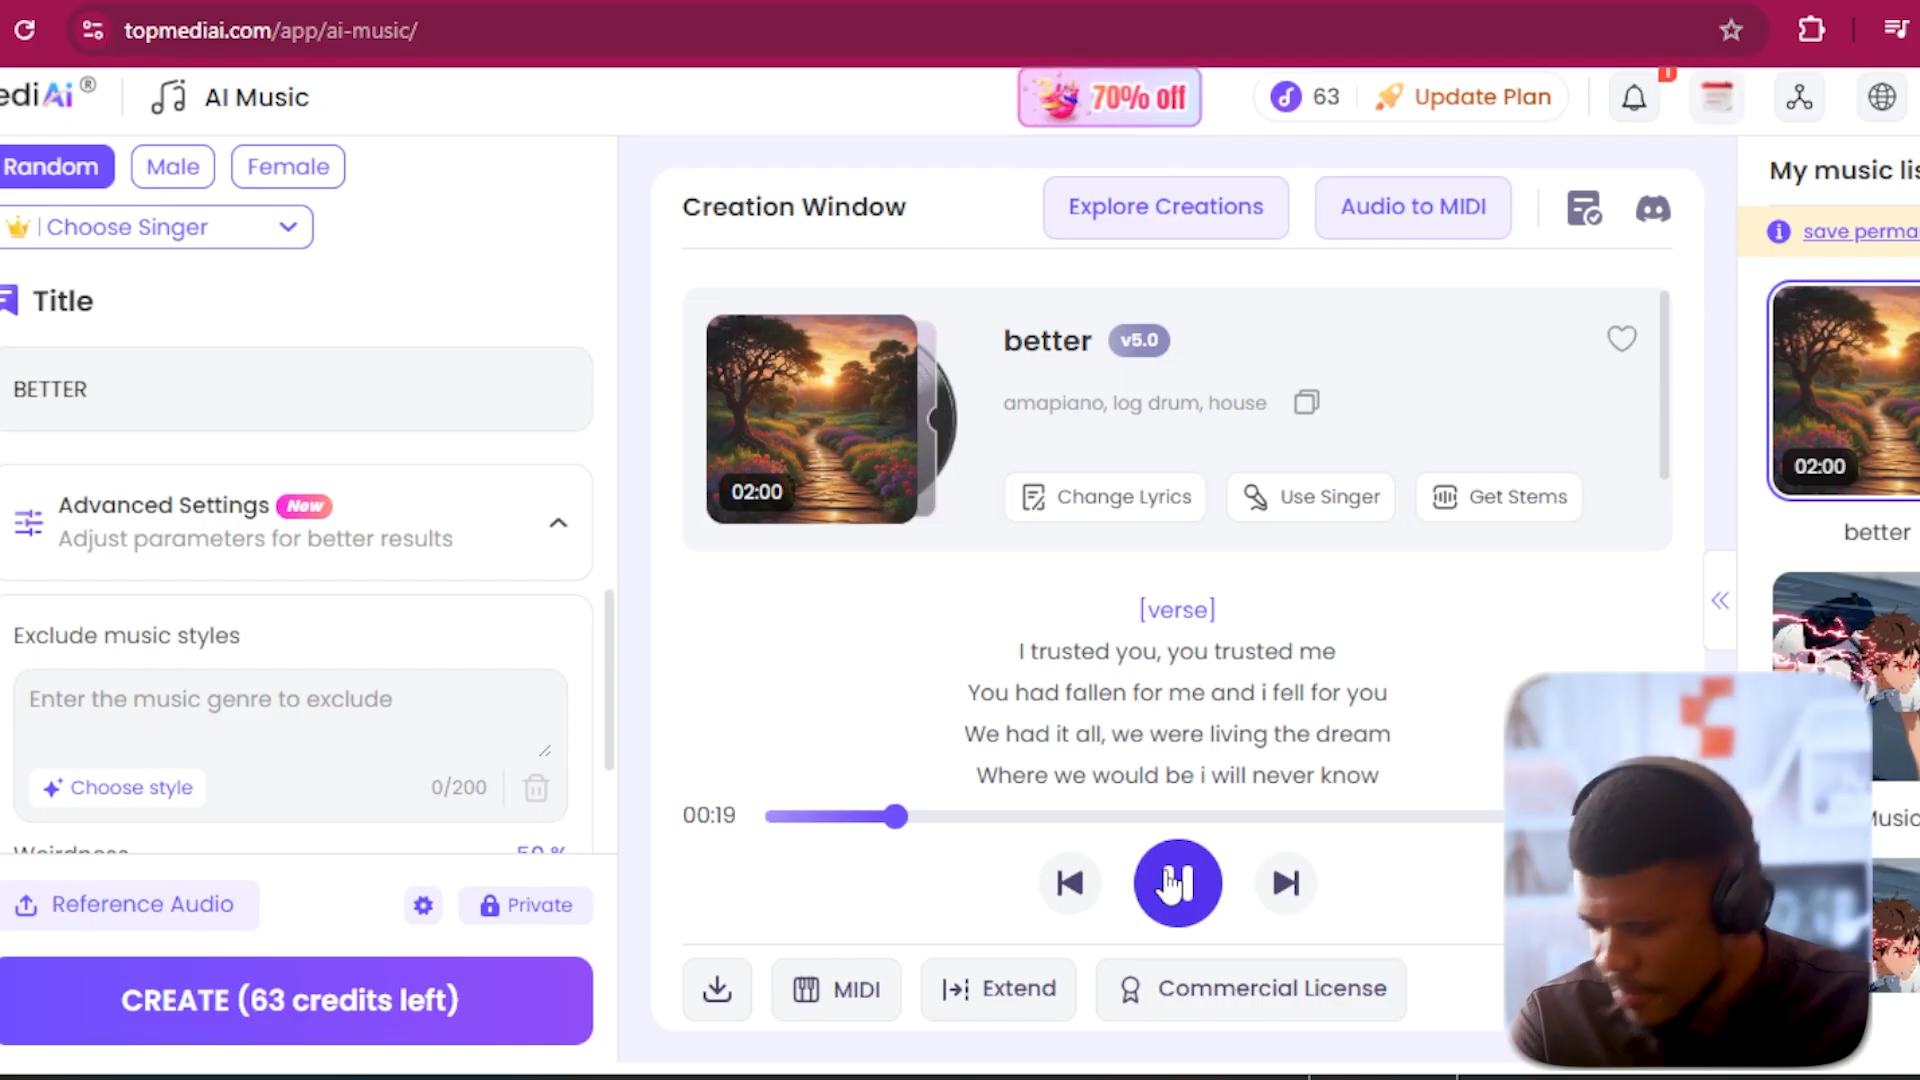 topmediai.com/app/ai-music/
ediAi®
AI Music
70% off
63
Update Plan
1
Random
Male
Female
Choose Singer
Title
BETTER
Advanced Settings New
Adjust parameters for better results
Exclude music styles
Enter the music genre to exclude
Choose style
0/200
Weirdness
50 %
Reference Audio
Private
CREATE (63 credits left)
Creation Window
Explore Creations
Audio to MIDI
better v5.0
amapiano, log drum, house
02:00
Change Lyrics
Use Singer
Get Stems
[verse]
I trusted you, you trusted me
You had fallen for me and i fell for you
We had it all, we were living the dream
Where we would be i will never know
00:19
MIDI
Extend
Commercial License
My music lis
save perma
02:00
better
Music